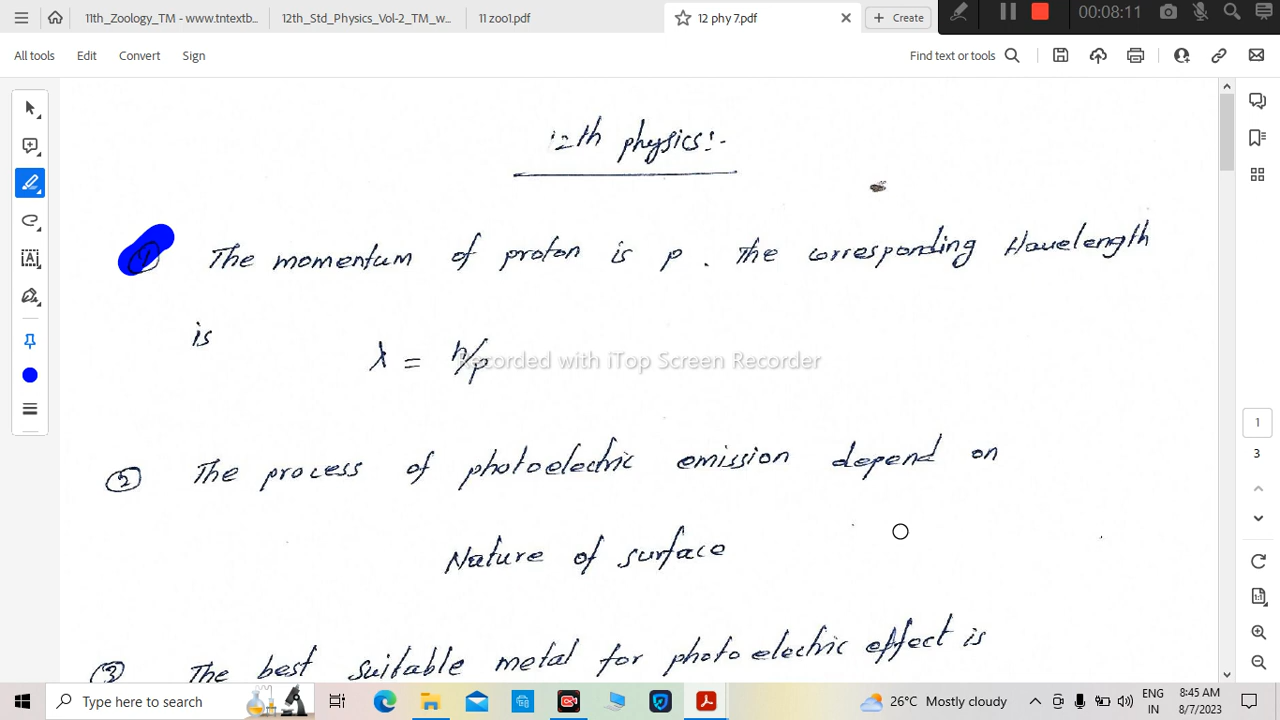 11th_Zoology_TM - www.tntextb...
12th_Std_Physics_Vol-2_TM_w...
11 zoo1.pdf
12 phy 7.pdf
Create
00:08:11
All tools Edit Convert Sign
Find text or tools
12th physics:-
① The momentum of proton is p. The corresponding Wavelength
is
λ = h/p
Recorded with iTop Screen Recorder
② The process of photoelectric emission depend on
Nature of surface
③ The best suitable metal for photoelectric effect is
1
3
Type here to search
26°C Mostly cloudy
ENG
IN
8:45 AM
8/7/2023